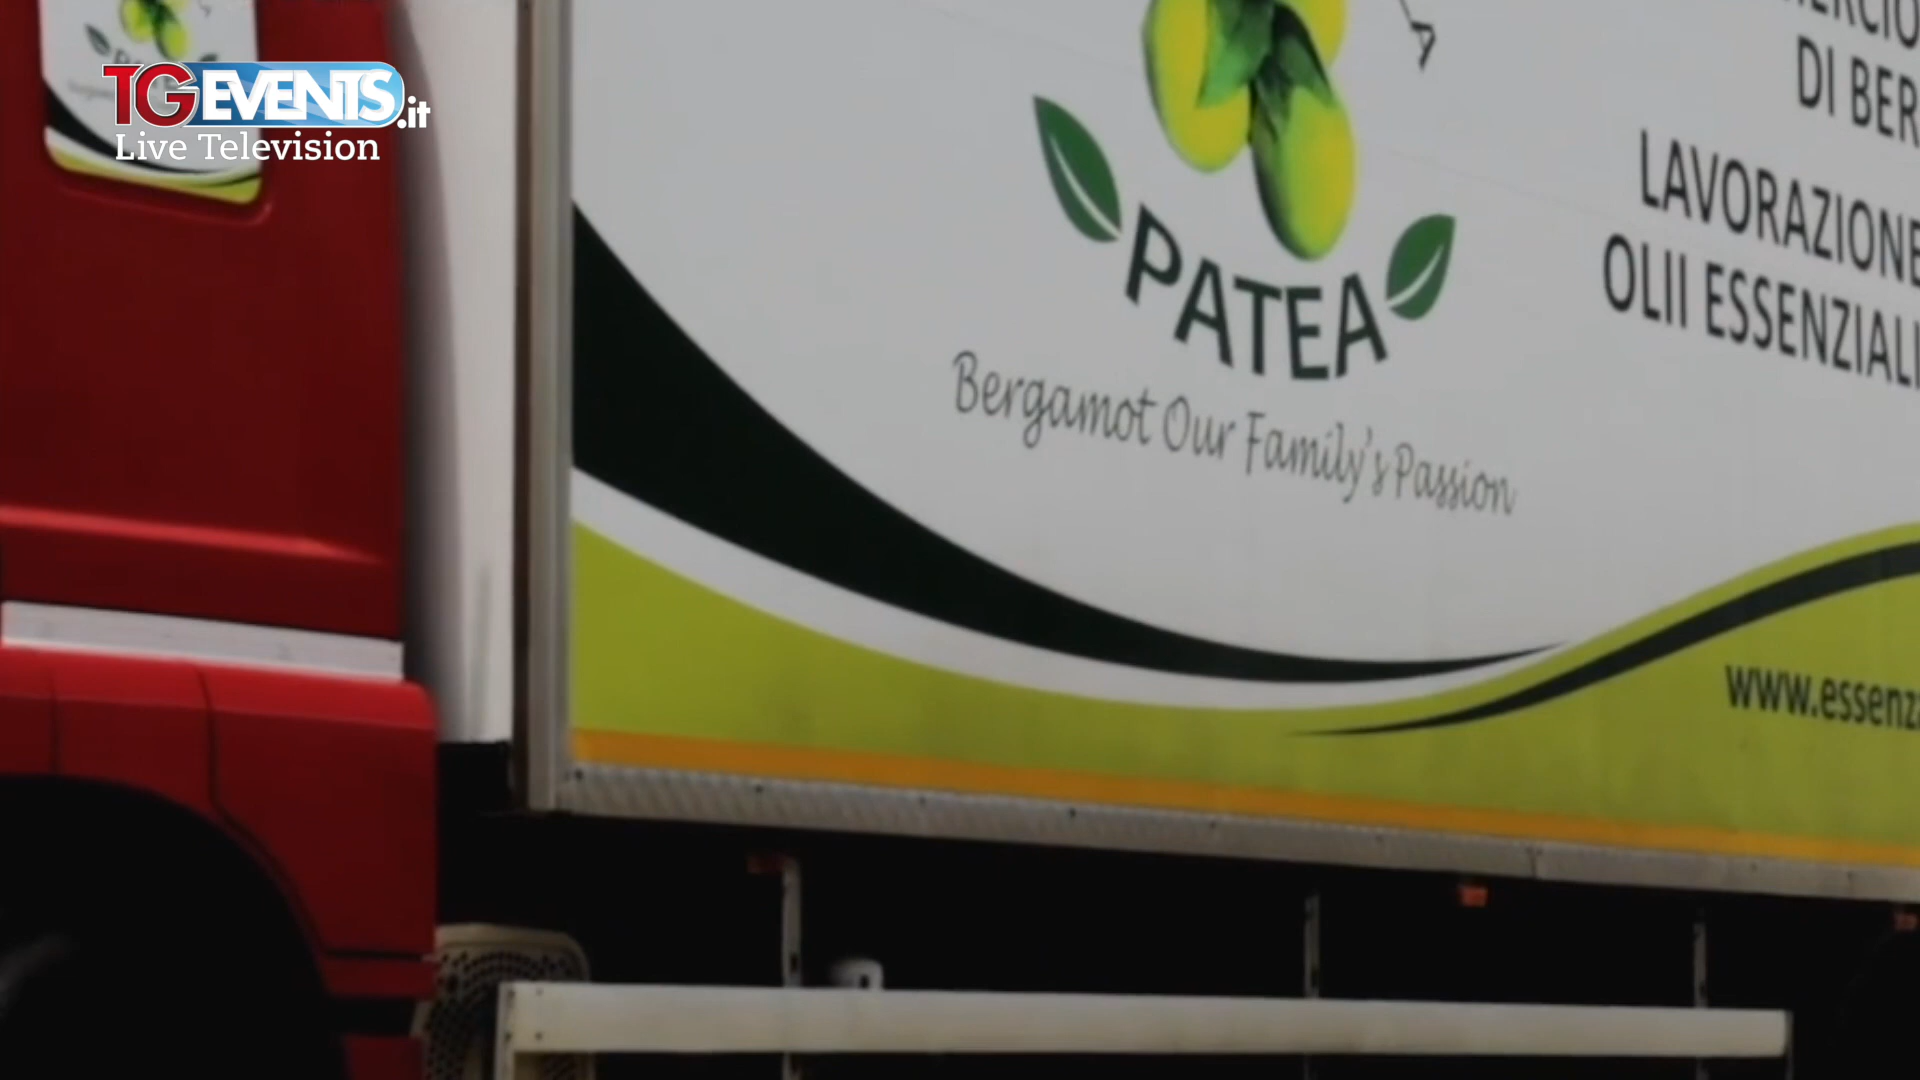 TGEVENTS.it
Live Television
DI BER
LAVORAZIONE
OLII ESSENZIALI
PATEA
Bergamot Our Family's Passion
www.essenz